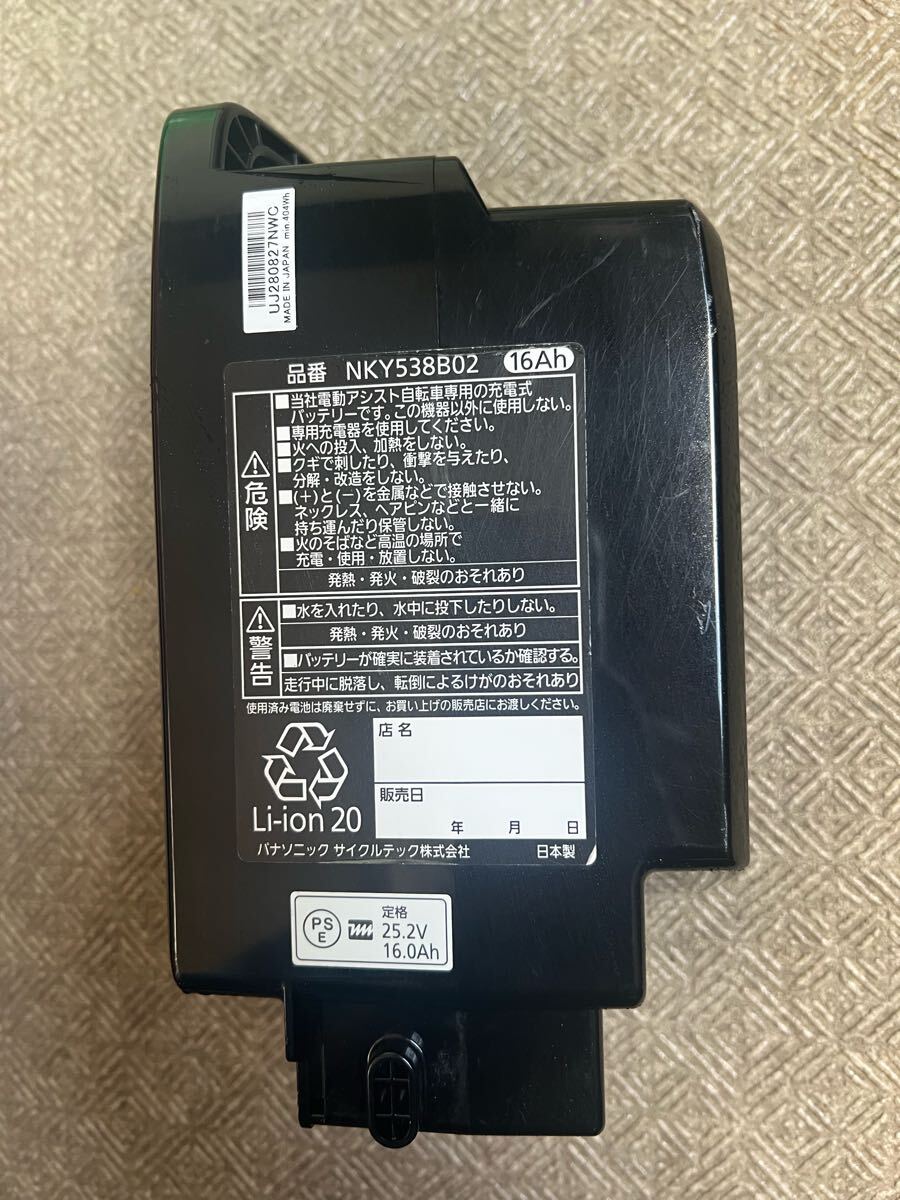 UJ280827NWC
MADE IN JAPAN min.404Wh
品番 NKY538B02 16Ah
危険
■当社電動アシスト自転車専用の充電式
バッテリーです。この機器以外に使用しない。
■専用充電器を使用してください。
■火への投入、加熱をしない。
■クギで刺したり、衝撃を与えたり、
分解・改造をしない。
■(+)と(−)を金属などで接触させない。
ネックレス、ヘアピンなどと一緒に
持ち運んだり保管しない。
■火のそばなど高温の場所で
充電・使用・放置しない。
発熱・発火・破裂のおそれあり
警告
■水を入れたり、水中に投下したりしない。
発熱・発火・破裂のおそれあり
■バッテリーが確実に装着されているか確認する。
走行中に脱落し、転倒によるけがのおそれあり
使用済み電池は廃棄せずに、お買い上げの販売店にお渡しください。
店名
販売日
年 月 日
Li-ion 20
パナソニック サイクルテック株式会社 日本製
PS
E
定格
25.2V
16.0Ah